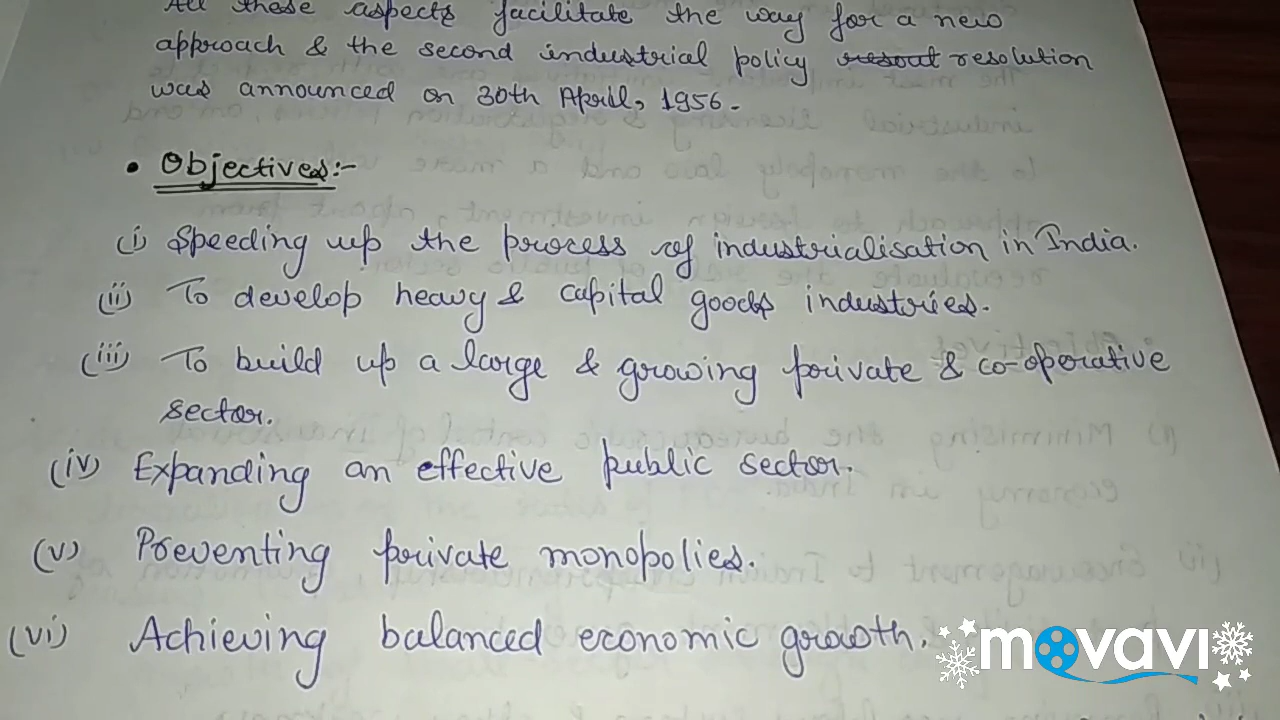 All these aspects facilitate the way for a new
approach & the second industrial policy resout resolution
was announced on 30th April, 1956.
• Objectives:-
(i) Speeding up the process of industrialisation in India.
(ii) To develop heavy & capital goods industries.
(iii) To build up a large & growing private & co-operative
sector.
(iv) Expanding an effective public sector.
(v) Preventing private monopolies.
(vi) Achieving balanced economic growth.
movavi